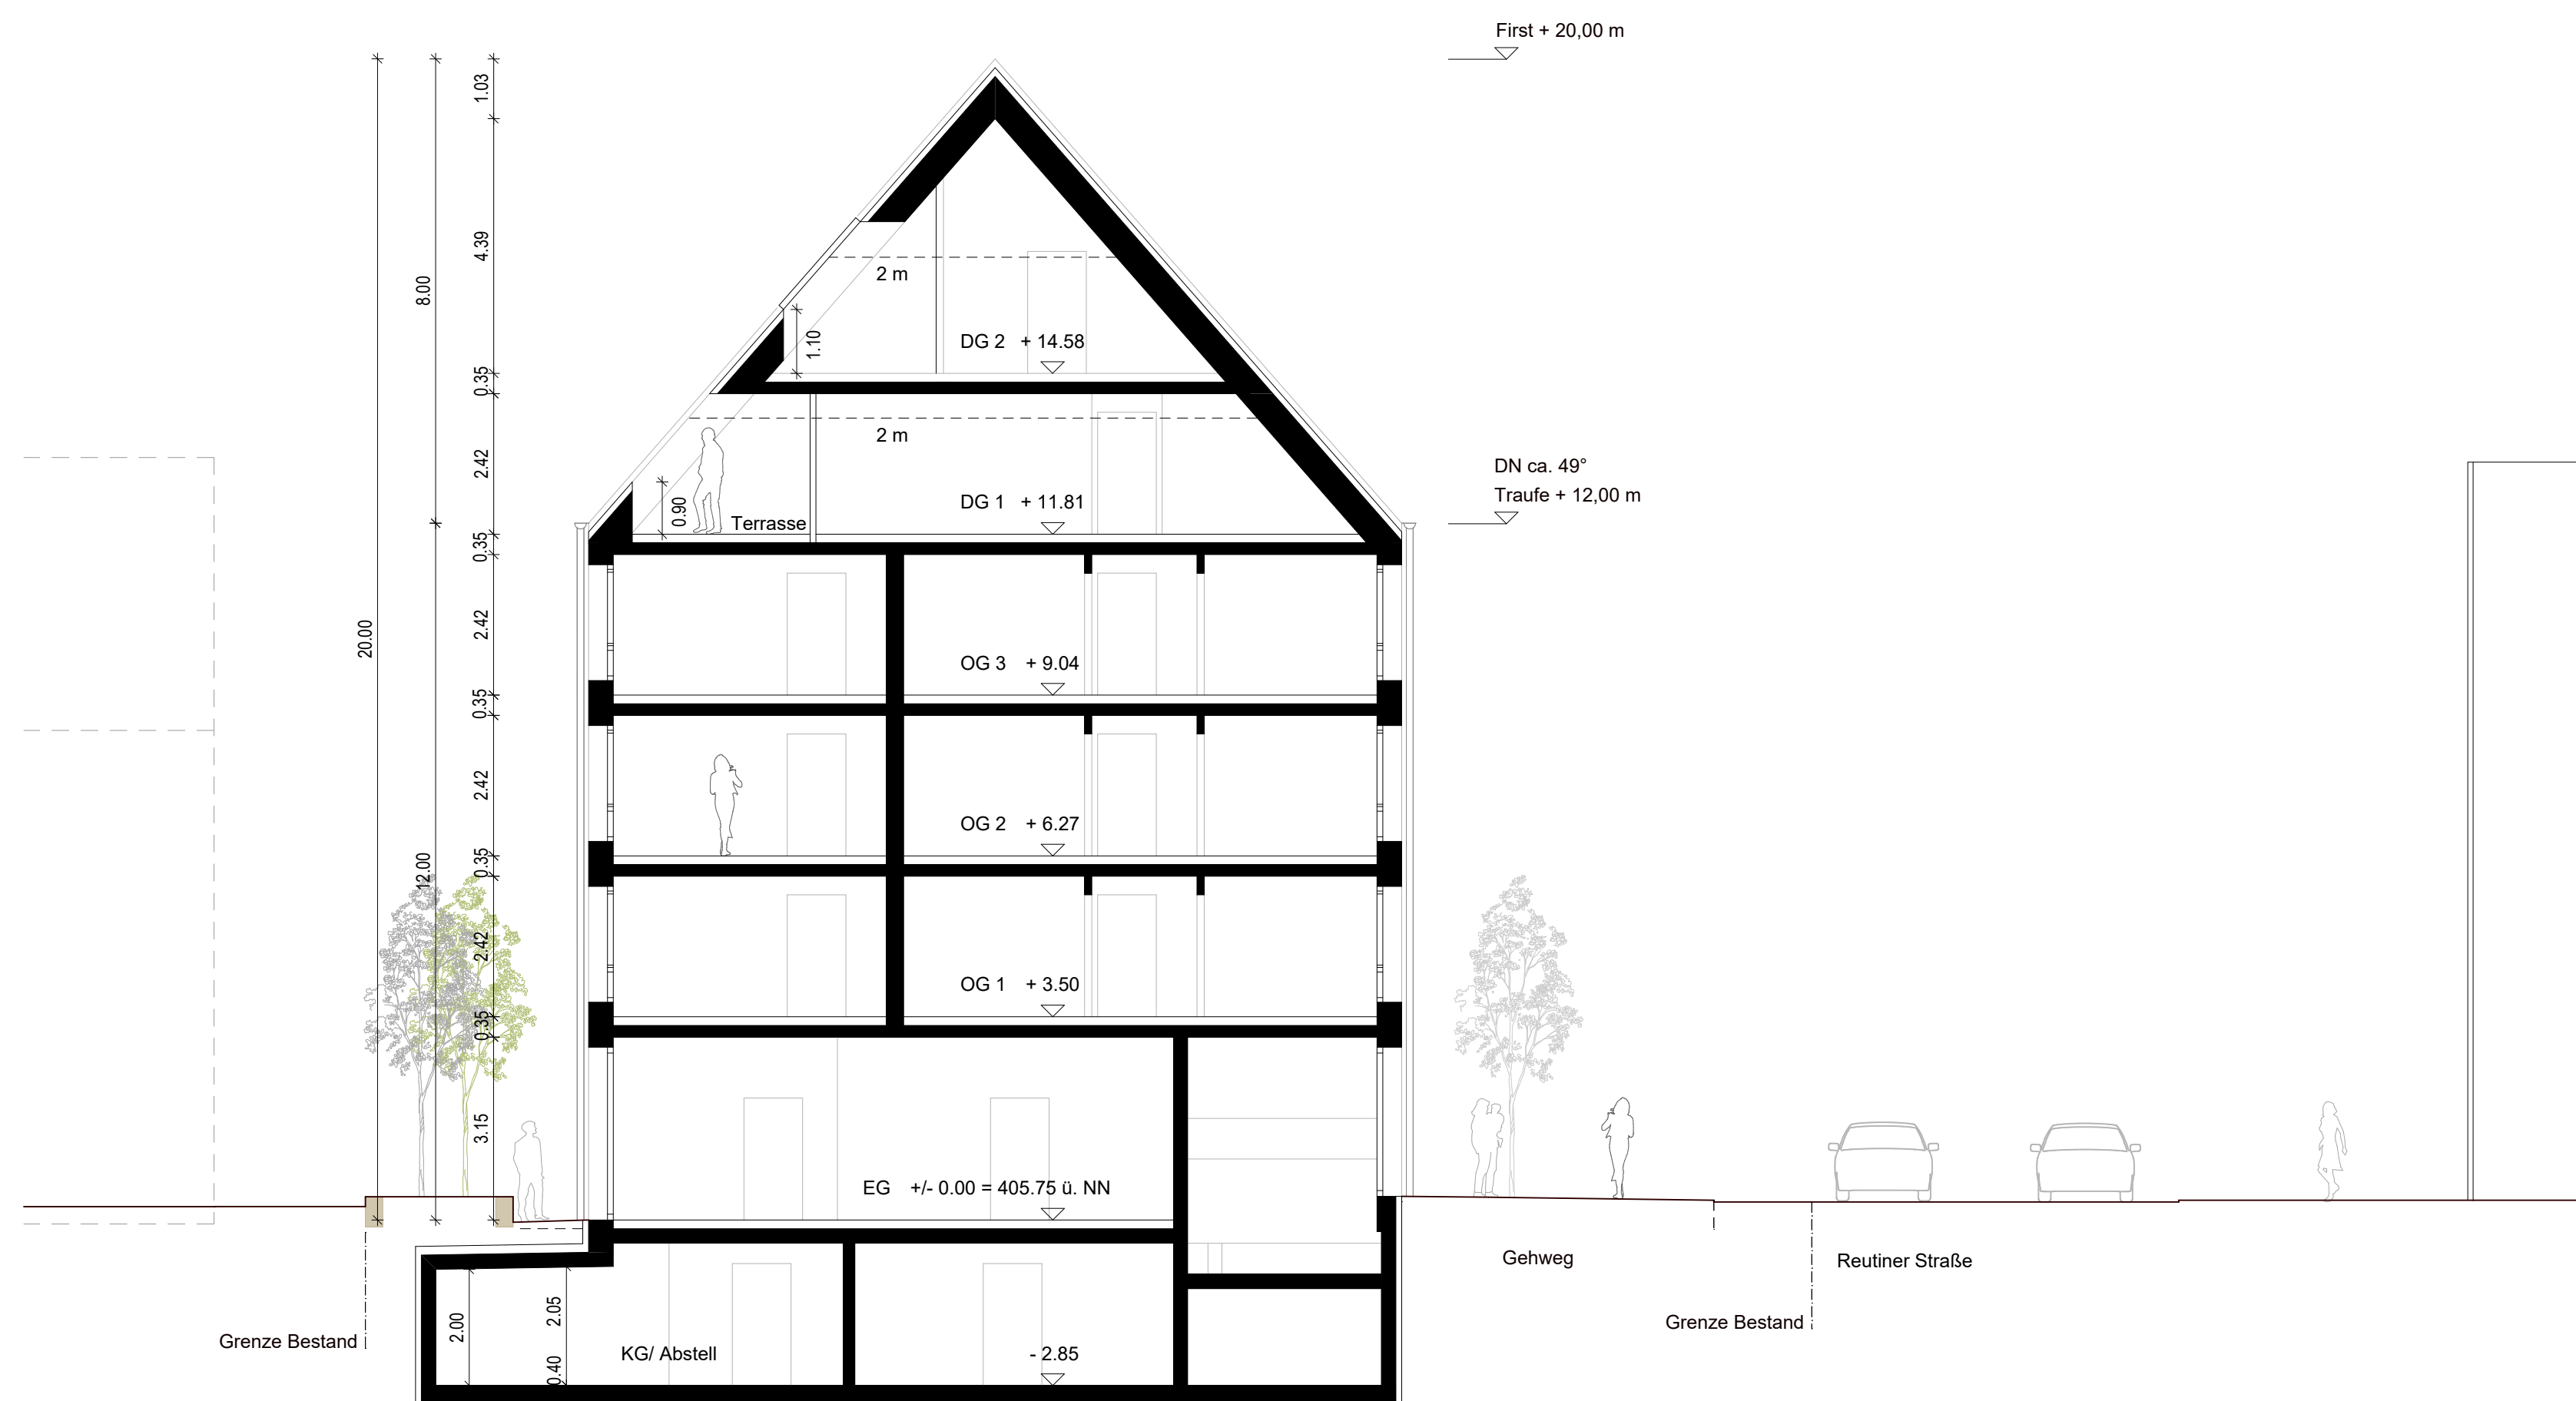 First + 20,00 m
1.03
4.39
8.00
2 m
1.10
DG 2 + 14.58
0.35
2 m
2.42
DN ca. 49°
Traufe + 12,00 m
0.90
Terrasse
DG 1 + 11.81
0.35
2.42
20.00
OG 3 + 9.04
0.35
2.42
OG 2 + 6.27
12.00
0.35
2.42
OG 1 + 3.50
0.35
3.15
EG +/- 0.00 = 405.75 ü. NN
Gehweg
Reutiner Straße
Grenze Bestand
Grenze Bestand
2.00
2.05
0.40
KG/ Abstell
- 2.85